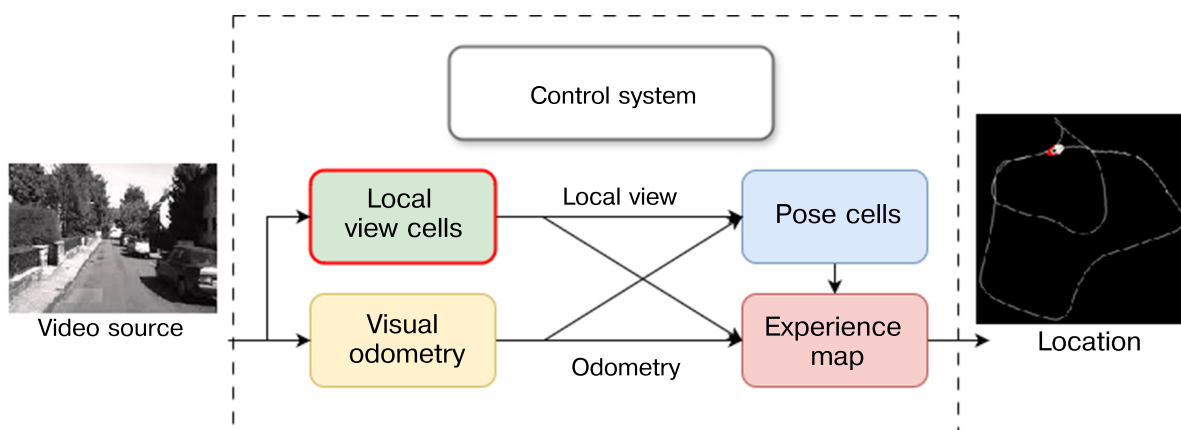 Control system
Local
view cells
Local view
Pose cells
Video source
Visual
odometry
Odometry
Experience
map
Location